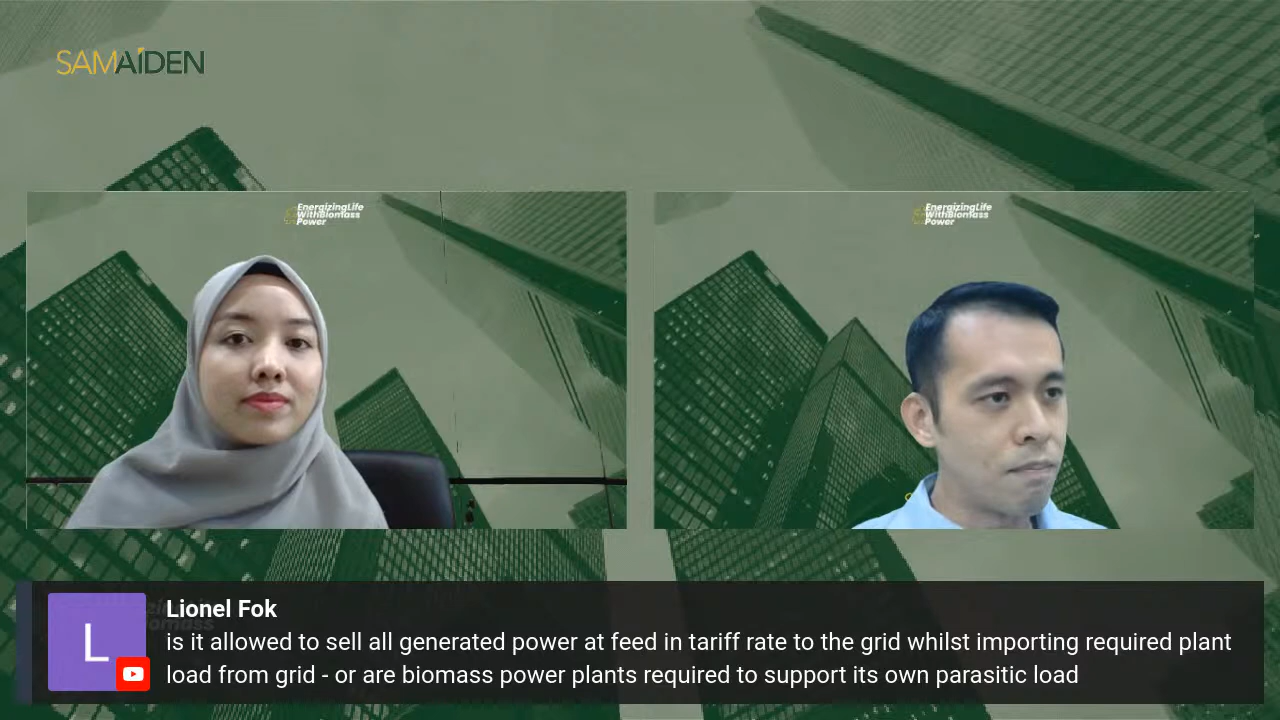 SAMAIDEN
EnergizingLife
WithBiomass
Power
EnergizingLife
WithBiomass
Power
L
Lionel Fok
is it allowed to sell all generated power at feed in tariff rate to the grid whilst importing required plant
load from grid - or are biomass power plants required to support its own parasitic load